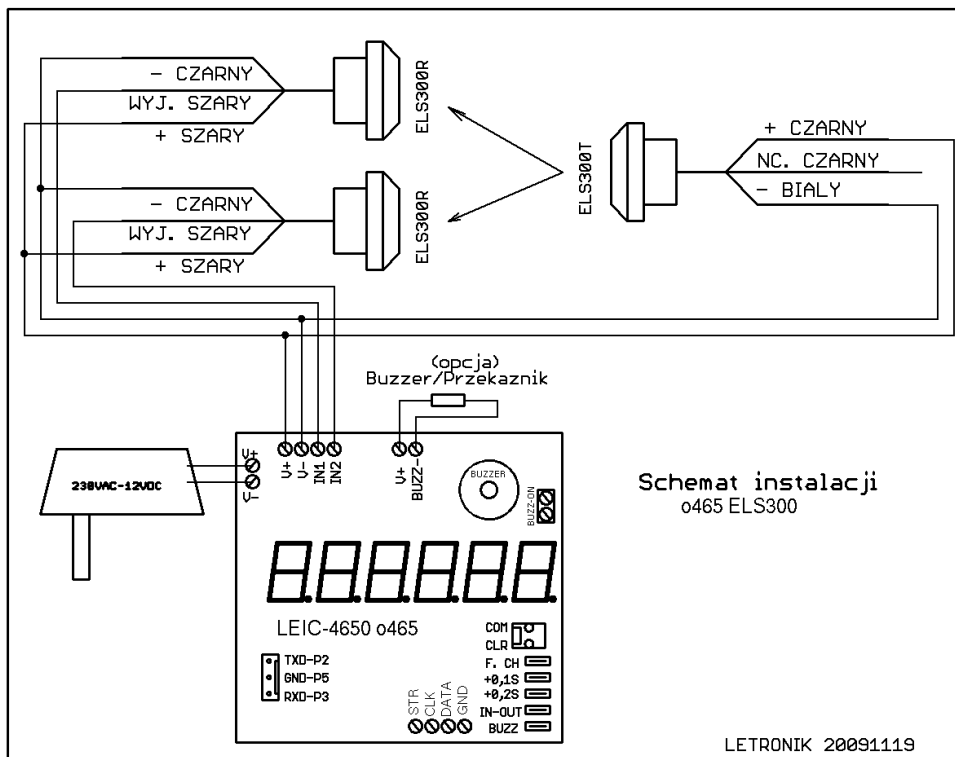 - CZARNY
WYJ. SZARY
+ SZARY
ELS300R
- CZARNY
WYJ. SZARY
+ SZARY
ELS300R
ELS300T
+ CZARNY
NC. CZARNY
- BIALY
(opcja)
Buzzer/Przekaznik
230VAC-12VDC
V+
V-
V+
V-
IN1
IN2
V+
BUZZ-
BUZZER
BUZZ-ON
Schemat instalacji
o465 ELS300
LEIC-4650 o465
TXD-P2
GND-P5
RXD-P3
STR
CLK
DATA
GND
COM
CLR
F. CH
+0,1S
+0,2S
IN-OUT
BUZZ
LETRONIK 20091119